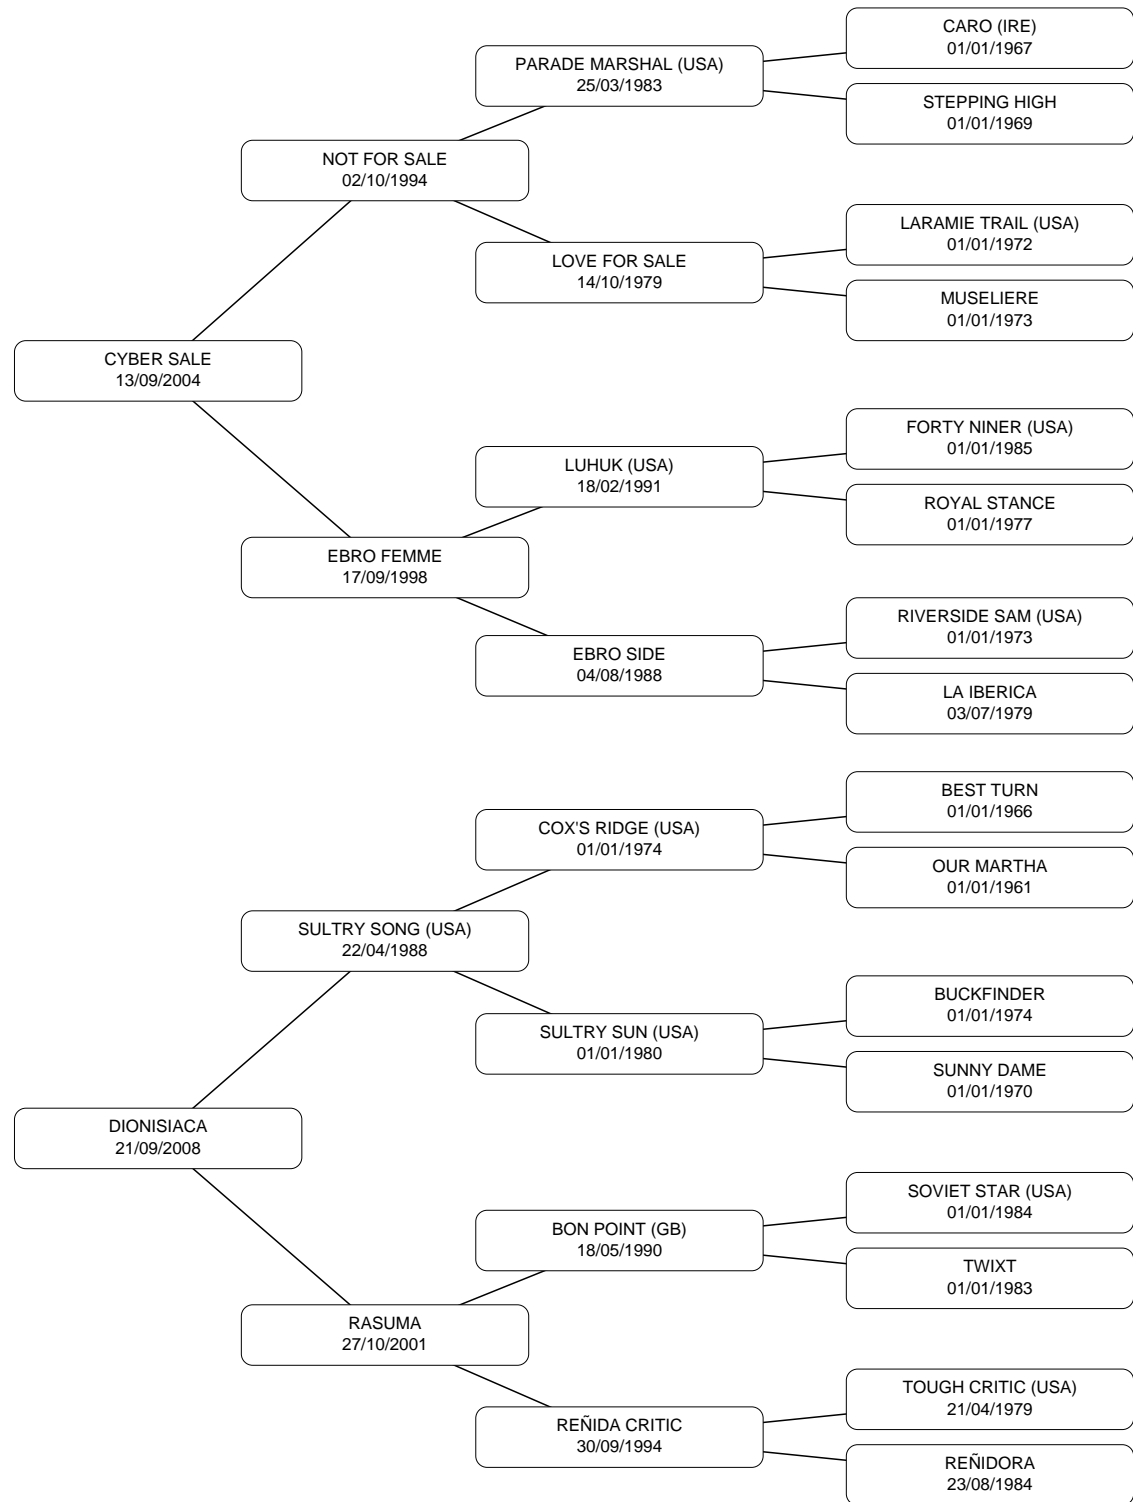 CARO (IRE)
01/01/1967
PARADE MARSHAL (USA)
25/03/1983
STEPPING HIGH
01/01/1969
NOT FOR SALE
02/10/1994
LARAMIE TRAIL (USA)
01/01/1972
LOVE FOR SALE
14/10/1979
MUSELIERE
01/01/1973
CYBER SALE
13/09/2004
FORTY NINER (USA)
01/01/1985
LUHUK (USA)
18/02/1991
ROYAL STANCE
01/01/1977
EBRO FEMME
17/09/1998
RIVERSIDE SAM (USA)
01/01/1973
EBRO SIDE
04/08/1988
LA IBERICA
03/07/1979
BEST TURN
01/01/1966
COX'S RIDGE (USA)
01/01/1974
OUR MARTHA
01/01/1961
SULTRY SONG (USA)
22/04/1988
BUCKFINDER
01/01/1974
SULTRY SUN (USA)
01/01/1980
SUNNY DAME
01/01/1970
DIONISIACA
21/09/2008
SOVIET STAR (USA)
01/01/1984
BON POINT (GB)
18/05/1990
TWIXT
01/01/1983
RASUMA
27/10/2001
TOUGH CRITIC (USA)
21/04/1979
REÑIDA CRITIC
30/09/1994
REÑIDORA
23/08/1984